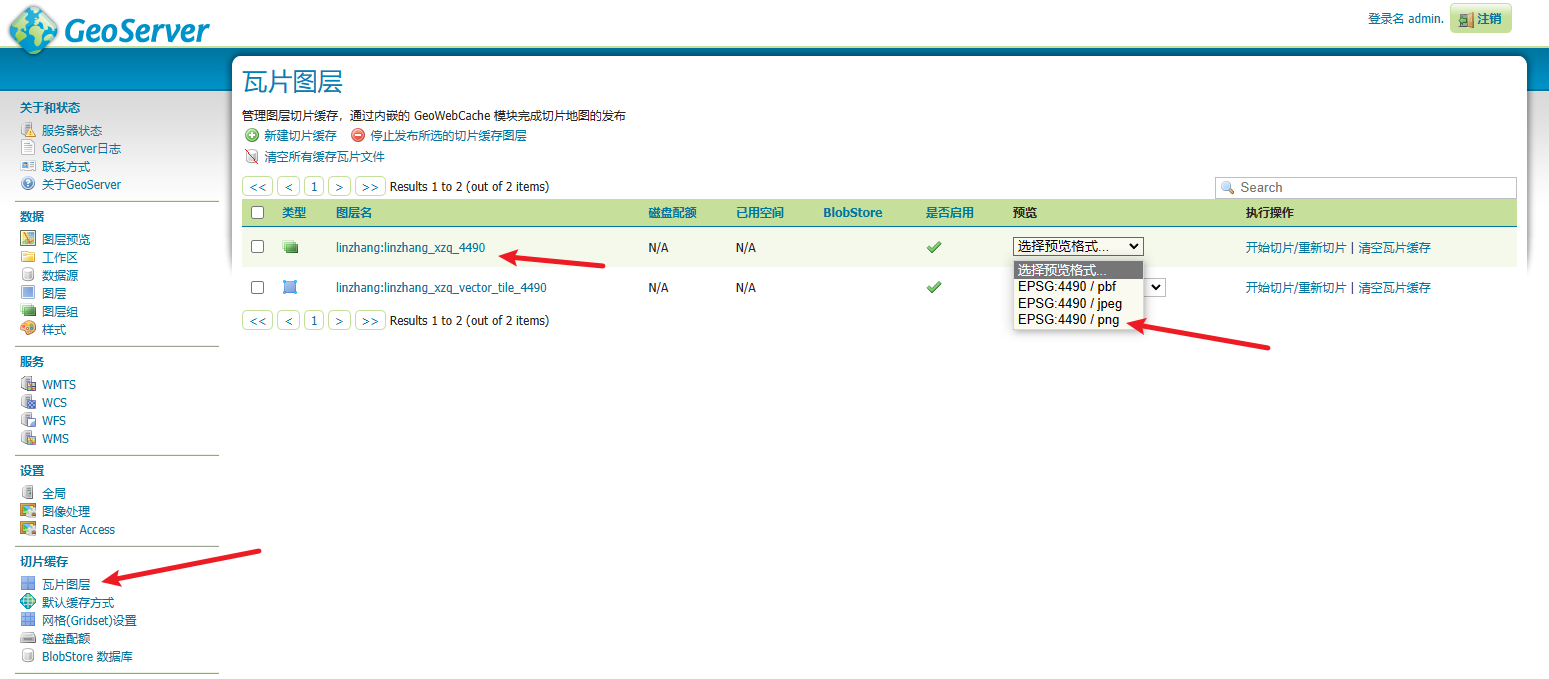 GeoServer
登录名 admin.
注销
关于和状态
服务器状态
GeoServer日志
联系方式
关于GeoServer
数据
图层预览
工作区
数据源
图层
图层组
样式
服务
WMTS
WCS
WFS
WMS
设置
全局
图像处理
Raster Access
切片缓存
瓦片图层
默认缓存方式
网格(Gridset)设置
磁盘配额
BlobStore 数据库
瓦片图层
管理图层切片缓存，通过内嵌的 GeoWebCache 模块完成切片地图的发布
新建切片缓存 停止发布所选的切片缓存图层
清空所有缓存瓦片文件
<< < 1 > >> Results 1 to 2 (out of 2 items)
Search
类型 图层名 磁盘配额 已用空间 BlobStore 是否启用 预览 执行操作
linzhang:linzhang_xzq_4490 N/A N/A 选择预览格式... 开始切片/重新切片 | 清空瓦片缓存
选择预览格式...
EPSG:4490 / pbf
EPSG:4490 / jpeg
EPSG:4490 / png
linzhang:linzhang_xzq_vector_tile_4490 N/A N/A 开始切片/重新切片 | 清空瓦片缓存
<< < 1 > >> Results 1 to 2 (out of 2 items)